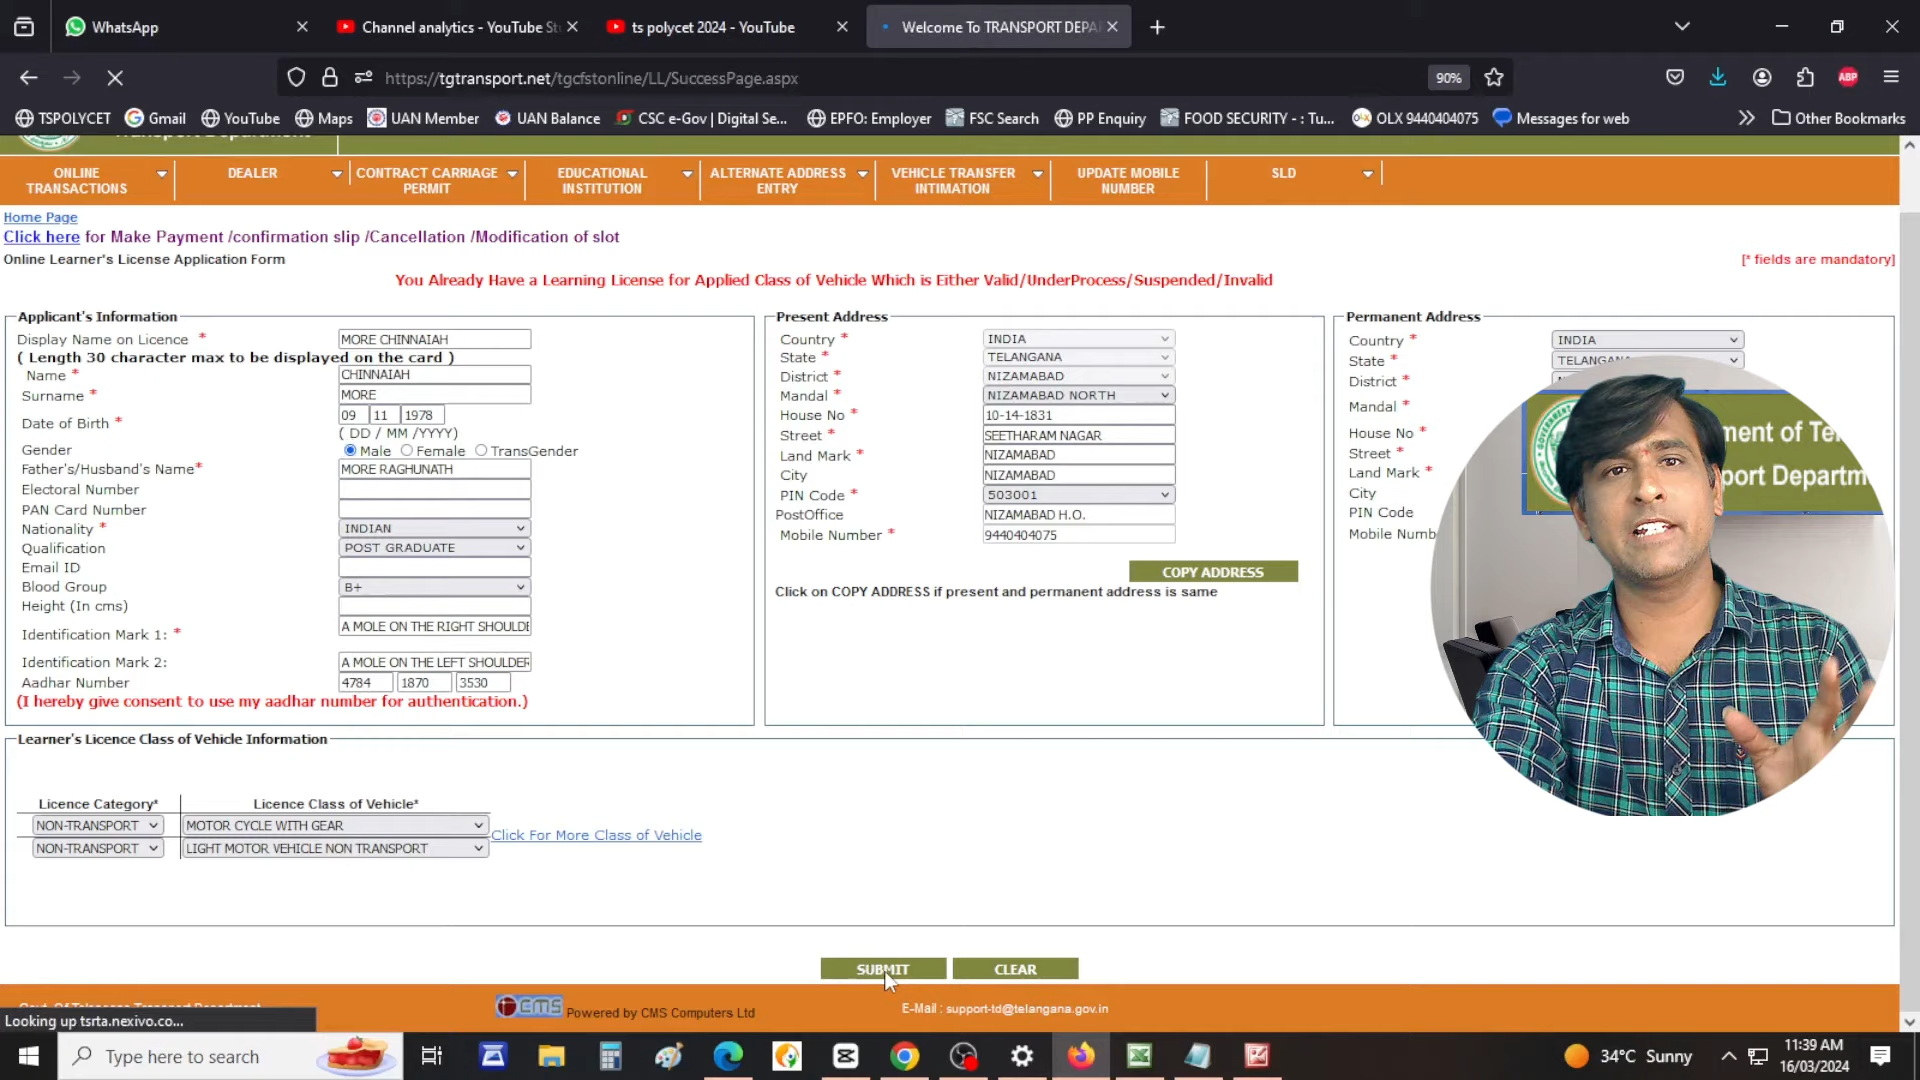 WhatsApp
Channel analytics - YouTube St
ts polycet 2024 - YouTube
Welcome To TRANSPORT DEPA
https://tgtransport.net/tgcfstonline/LL/SuccessPage.aspx
90%
ABP
TSPOLYCET
Gmail
YouTube
Maps
UAN Member
UAN Balance
CSC e-Gov | Digital Se...
EPFO: Employer
FSC Search
PP Enquiry
FOOD SECURITY - : Tu...
OLX 9440404075
Messages for web
Other Bookmarks
ONLINE TRANSACTIONS
DEALER
CONTRACT CARRIAGE PERMIT
EDUCATIONAL INSTITUTION
ALTERNATE ADDRESS ENTRY
VEHICLE TRANSFER INTIMATION
UPDATE MOBILE NUMBER
SLD
Home Page
Click here for Make Payment /confirmation slip /Cancellation /Modification of slot
Online Learner's License Application Form
[* fields are mandatory]
You Already Have a Learning License for Applied Class of Vehicle Which is Either Valid/UnderProcess/Suspended/Invalid
Applicant's Information
Display Name on Licence * MORE CHINNAIAH
( Length 30 character max to be displayed on the card )
Name * CHINNAIAH
Surname * MORE
Date of Birth * 09 11 1978
( DD / MM /YYYY)
Gender Male Female TransGender
Father's/Husband's Name* MORE RAGHUNATH
Electoral Number
PAN Card Number
Nationality * INDIAN
Qualification POST GRADUATE
Email ID
Blood Group B+
Height (In cms)
Identification Mark 1: * A MOLE ON THE RIGHT SHOULDE
Identification Mark 2: A MOLE ON THE LEFT SHOULDER
Aadhar Number 4784 1870 3530
(I hereby give consent to use my aadhar number for authentication.)
Present Address
Country * INDIA
State * TELANGANA
District * NIZAMABAD
Mandal * NIZAMABAD NORTH
House No * 10-14-1831
Street * SEETHARAM NAGAR
Land Mark * NIZAMABAD
City NIZAMABAD
PIN Code * 503001
PostOffice NIZAMABAD H.O.
Mobile Number * 9440404075
COPY ADDRESS
Click on COPY ADDRESS if present and permanent address is same
Permanent Address
Country * INDIA
State * TELANGANA
District *
Mandal *
House No *
Street *
Land Mark *
City
PIN Code
Mobile Numb
ment of Te
port Departm
Learner's Licence Class of Vehicle Information
Licence Category* Licence Class of Vehicle*
NON-TRANSPORT MOTOR CYCLE WITH GEAR
Click For More Class of Vehicle
NON-TRANSPORT LIGHT MOTOR VEHICLE NON TRANSPORT
SUBMIT
CLEAR
CMS Powered by CMS Computers Ltd
E-Mail : support-td@telangana.gov.in
Looking up tsrta.nexivo.co...
Type here to search
34°C Sunny
11:39 AM
16/03/2024